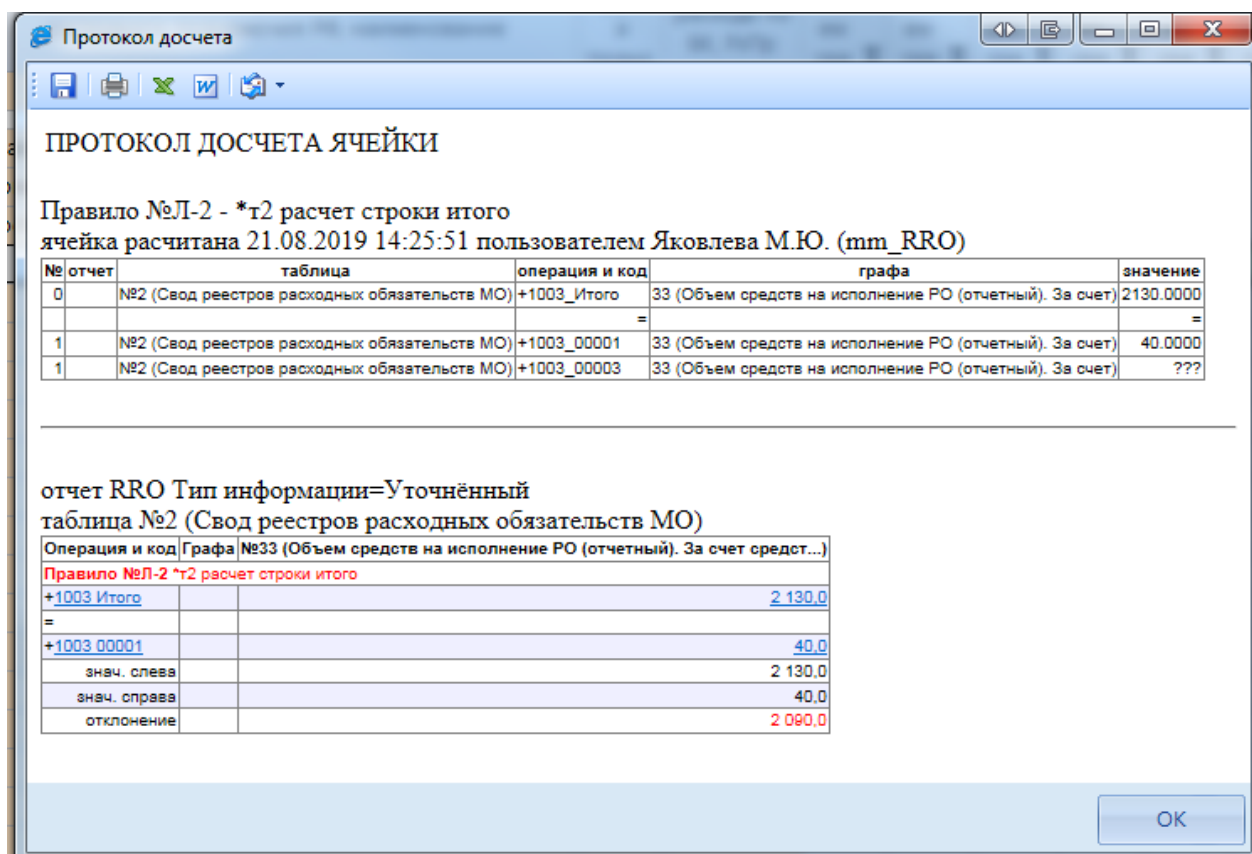 Протокол досчета
ПРОТОКОЛ ДОСЧЕТА ЯЧЕЙКИ
Правило №Л-2 - *т2 расчет строки итого
ячейка расчитана 21.08.2019 14:25:51 пользователем Яковлева М.Ю. (mm_RRO)
№ отчет таблица операция и код графа значение
0 №2 (Свод реестров расходных обязательств МО) +1003_Итого 33 (Объем средств на исполнение РО (отчетный). За счет) 2130.0000
= =
1 №2 (Свод реестров расходных обязательств МО) +1003_00001 33 (Объем средств на исполнение РО (отчетный). За счет) 40.0000
1 №2 (Свод реестров расходных обязательств МО) +1003_00003 33 (Объем средств на исполнение РО (отчетный). За счет) ???
отчет RRO Тип информации=Уточнённый
таблица №2 (Свод реестров расходных обязательств МО)
Операция и код Графа №33 (Объем средств на исполнение РО (отчетный). За счет средст...)
Правило №Л-2 *т2 расчет строки итого
+1003 Итого 2 130,0
=
+1003 00001 40,0
знач. слева 2 130,0
знач. справа 40,0
отклонение 2 090,0
OK